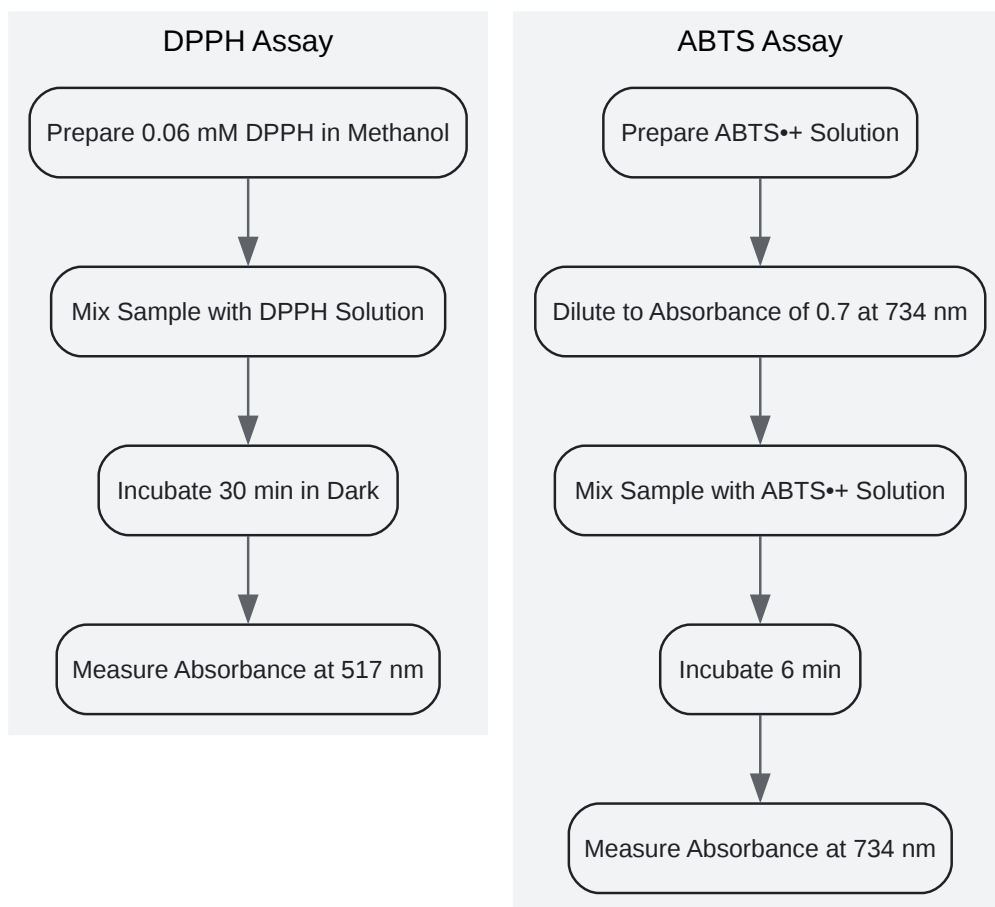 DPPH Assay
Prepare 0.06 mM DPPH in Methanol
Mix Sample with DPPH Solution
Incubate 30 min in Dark
Measure Absorbance at 517 nm
ABTS Assay
Prepare ABTS•+ Solution
Dilute to Absorbance of 0.7 at 734 nm
Mix Sample with ABTS•+ Solution
Incubate 6 min
Measure Absorbance at 734 nm